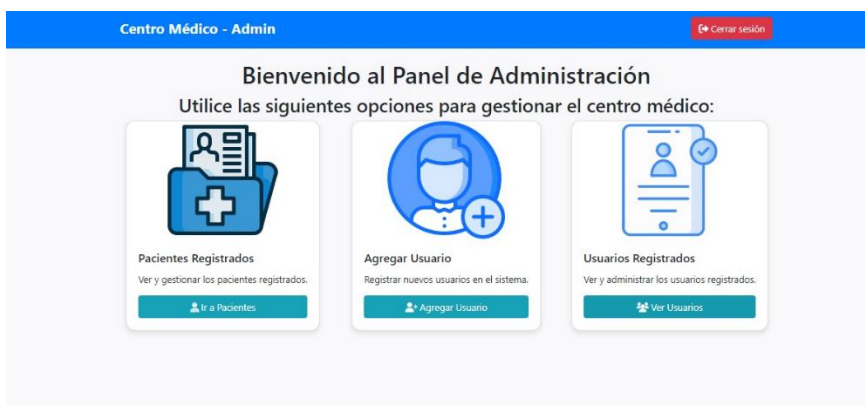 Centro Médico - Admin
Cerrar sesión
Bienvenido al Panel de Administración
Utilice las siguientes opciones para gestionar el centro médico:
Pacientes Registrados
Ver y gestionar los pacientes registrados.
Ir a Pacientes
Agregar Usuario
Registrar nuevos usuarios en el sistema.
Agregar Usuario
Usuarios Registrados
Ver y administrar los usuarios registrados.
Ver Usuarios